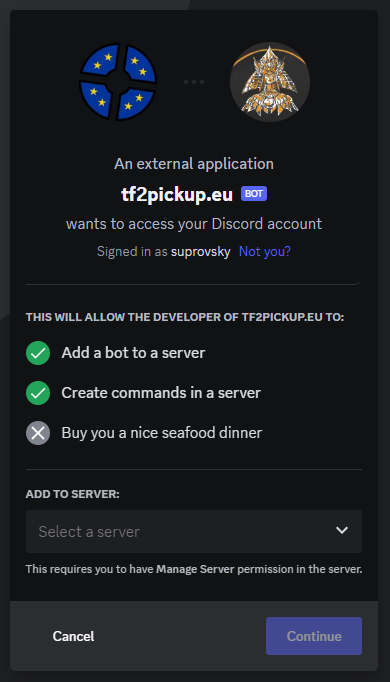 An external application
tf2pickup.eu BOT
wants to access your Discord account
Signed in as suprovsky Not you?
THIS WILL ALLOW THE DEVELOPER OF TF2PICKUP.EU TO:
Add a bot to a server
Create commands in a server
Buy you a nice seafood dinner
ADD TO SERVER:
Select a server
This requires you to have Manage Server permission in the server.
Cancel
Continue